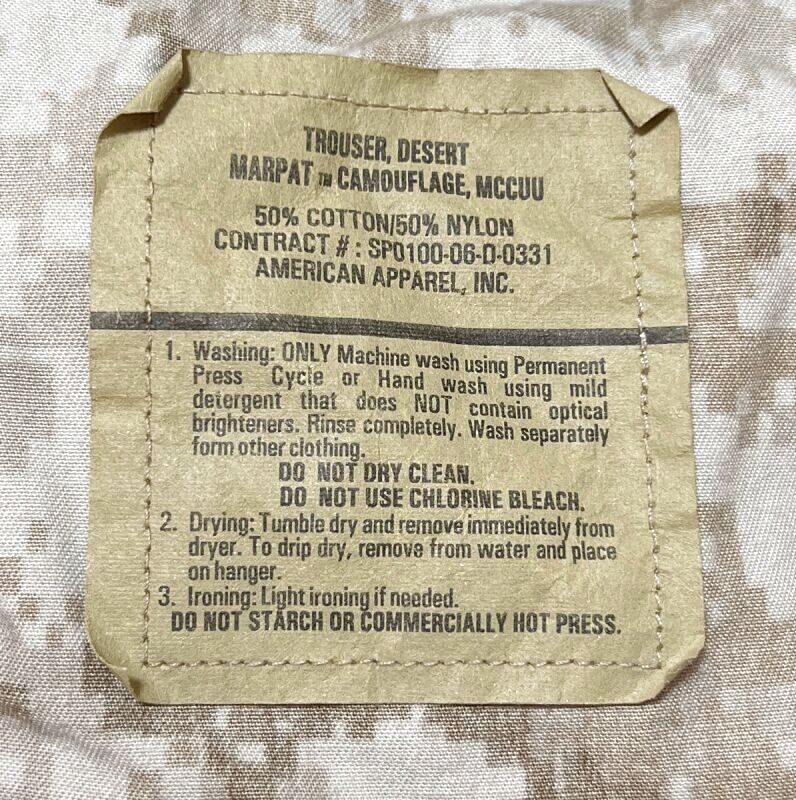 TROUSER, DESERT
MARPAT TM CAMOUFLAGE, MCCUU
50% COTTON/50% NYLON
CONTRACT # : SP0100-06-D-0331
AMERICAN APPAREL, INC.
1. Washing: ONLY Machine wash using Permanent
Press Cycle or Hand wash using mild
detergent that does NOT contain optical
brighteners. Rinse completely. Wash separately
form other clothing.
DO NOT DRY CLEAN.
DO NOT USE CHLORINE BLEACH.
2. Drying: Tumble dry and remove immediately from
dryer. To drip dry, remove from water and place
on hanger.
3. Ironing: Light ironing if needed.
DO NOT STARCH OR COMMERCIALLY HOT PRESS.